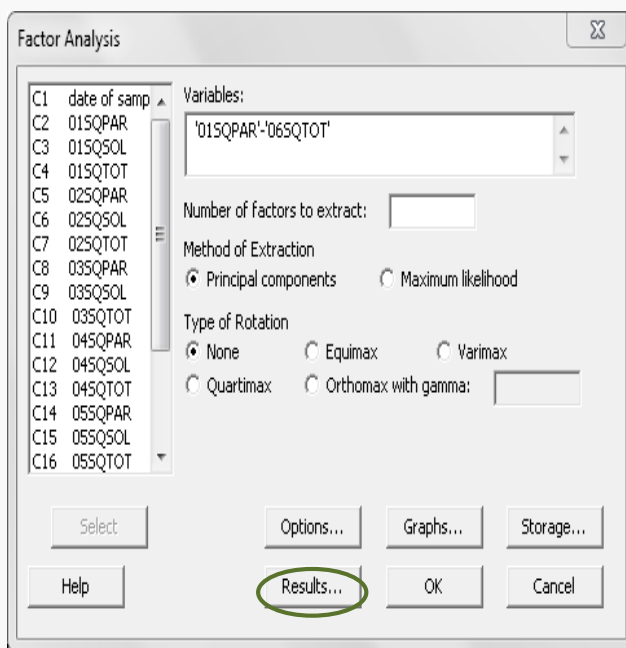 Factor Analysis
C1 date of samp
C2 01SQPAR
C3 01SQSOL
C4 01SQTOT
C5 02SQPAR
C6 02SQSOL
C7 02SQTOT
C8 03SQPAR
C9 03SQSOL
C10 03SQTOT
C11 04SQPAR
C12 04SQSOL
C13 04SQTOT
C14 05SQPAR
C15 05SQSOL
C16 05SQTOT
Variables:
'01SQPAR'-'06SQTOT'
Number of factors to extract:
Method of Extraction
Principal components Maximum likelihood
Type of Rotation
None Equimax Varimax
Quartimax Orthomax with gamma:
Select Options... Graphs... Storage...
Help Results... OK Cancel